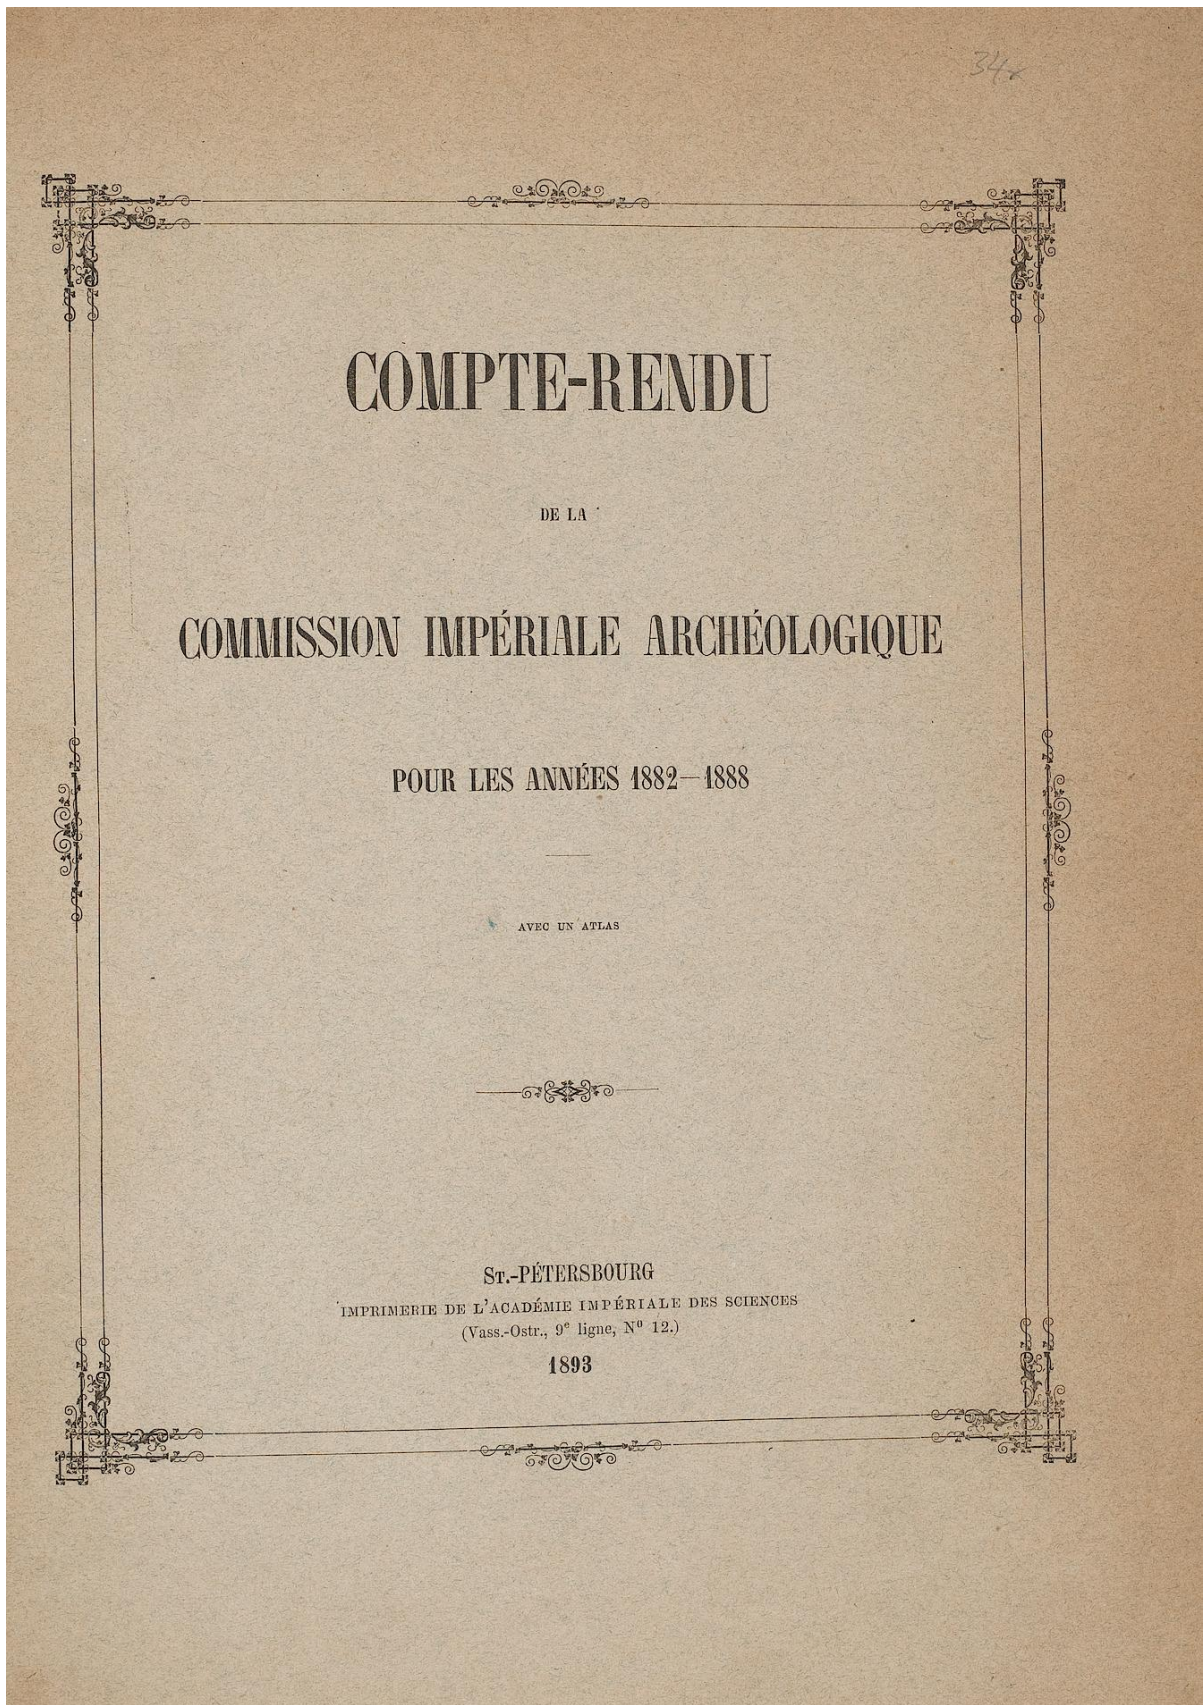 34x
COMPTE-RENDU
DE LA
COMMISSION IMPÉRIALE ARCHÉOLOGIQUE
POUR LES ANNÉES 1882—1888
AVEC UN ATLAS
ST.-PÉTERSBOURG
IMPRIMERIE DE L'ACADÉMIE IMPÉRIALE DES SCIENCES
(Vass.-Ostr., 9e ligne, No 12.)
1893